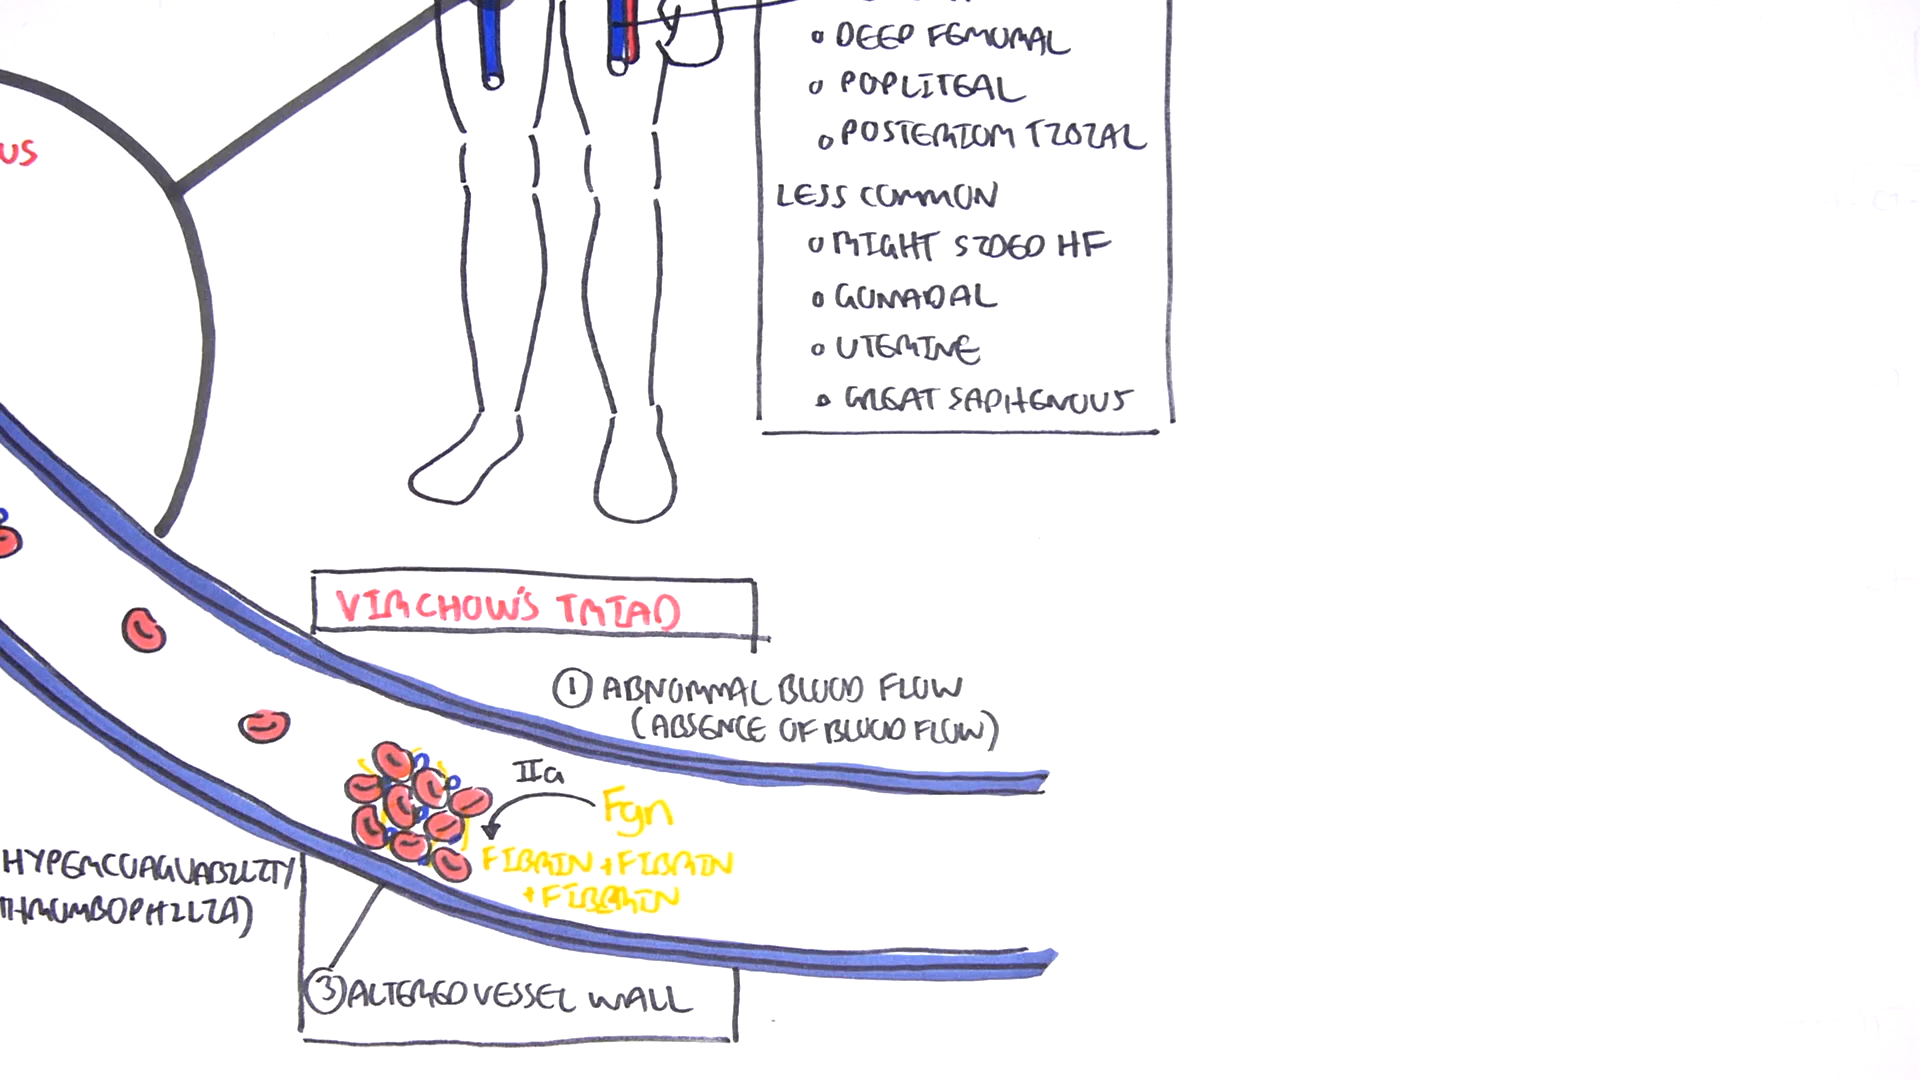 US
DEEP FEMORAL
POPLITEAL
POSTERIOR TIBIAL
LESS COMMON
RIGHT SIDED HF
GONADAL
UTERINE
GREAT SAPHENOUS
VIRCHOW'S TRIAD
① ABNORMAL BLOOD FLOW
(ABSENCE OF BLOOD FLOW)
IIa
Fgn
FIBRIN + FIBRIN
+ FIBRIN
HYPERCOAGUABILITY
THROMBOPHILIA)
③ ALTERED VESSEL WALL